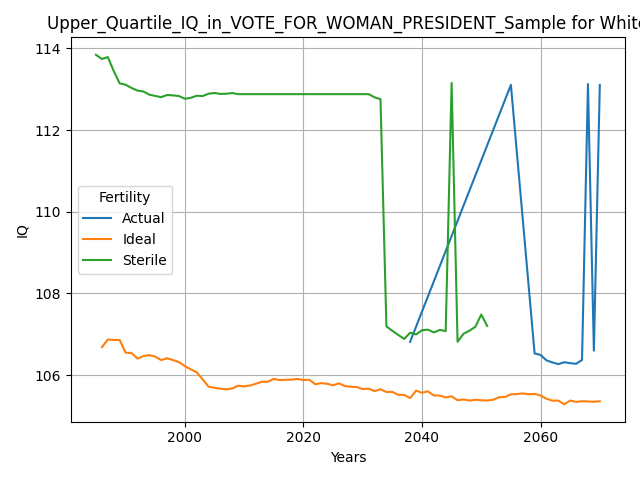 Upper_Quartile_IQ_in_VOTE_FOR_WOMAN_PRESIDENT_Sample for White
114
112
110
108
106
IQ
Fertility
Actual
Ideal
Sterile
2000
2020
2040
2060
Years